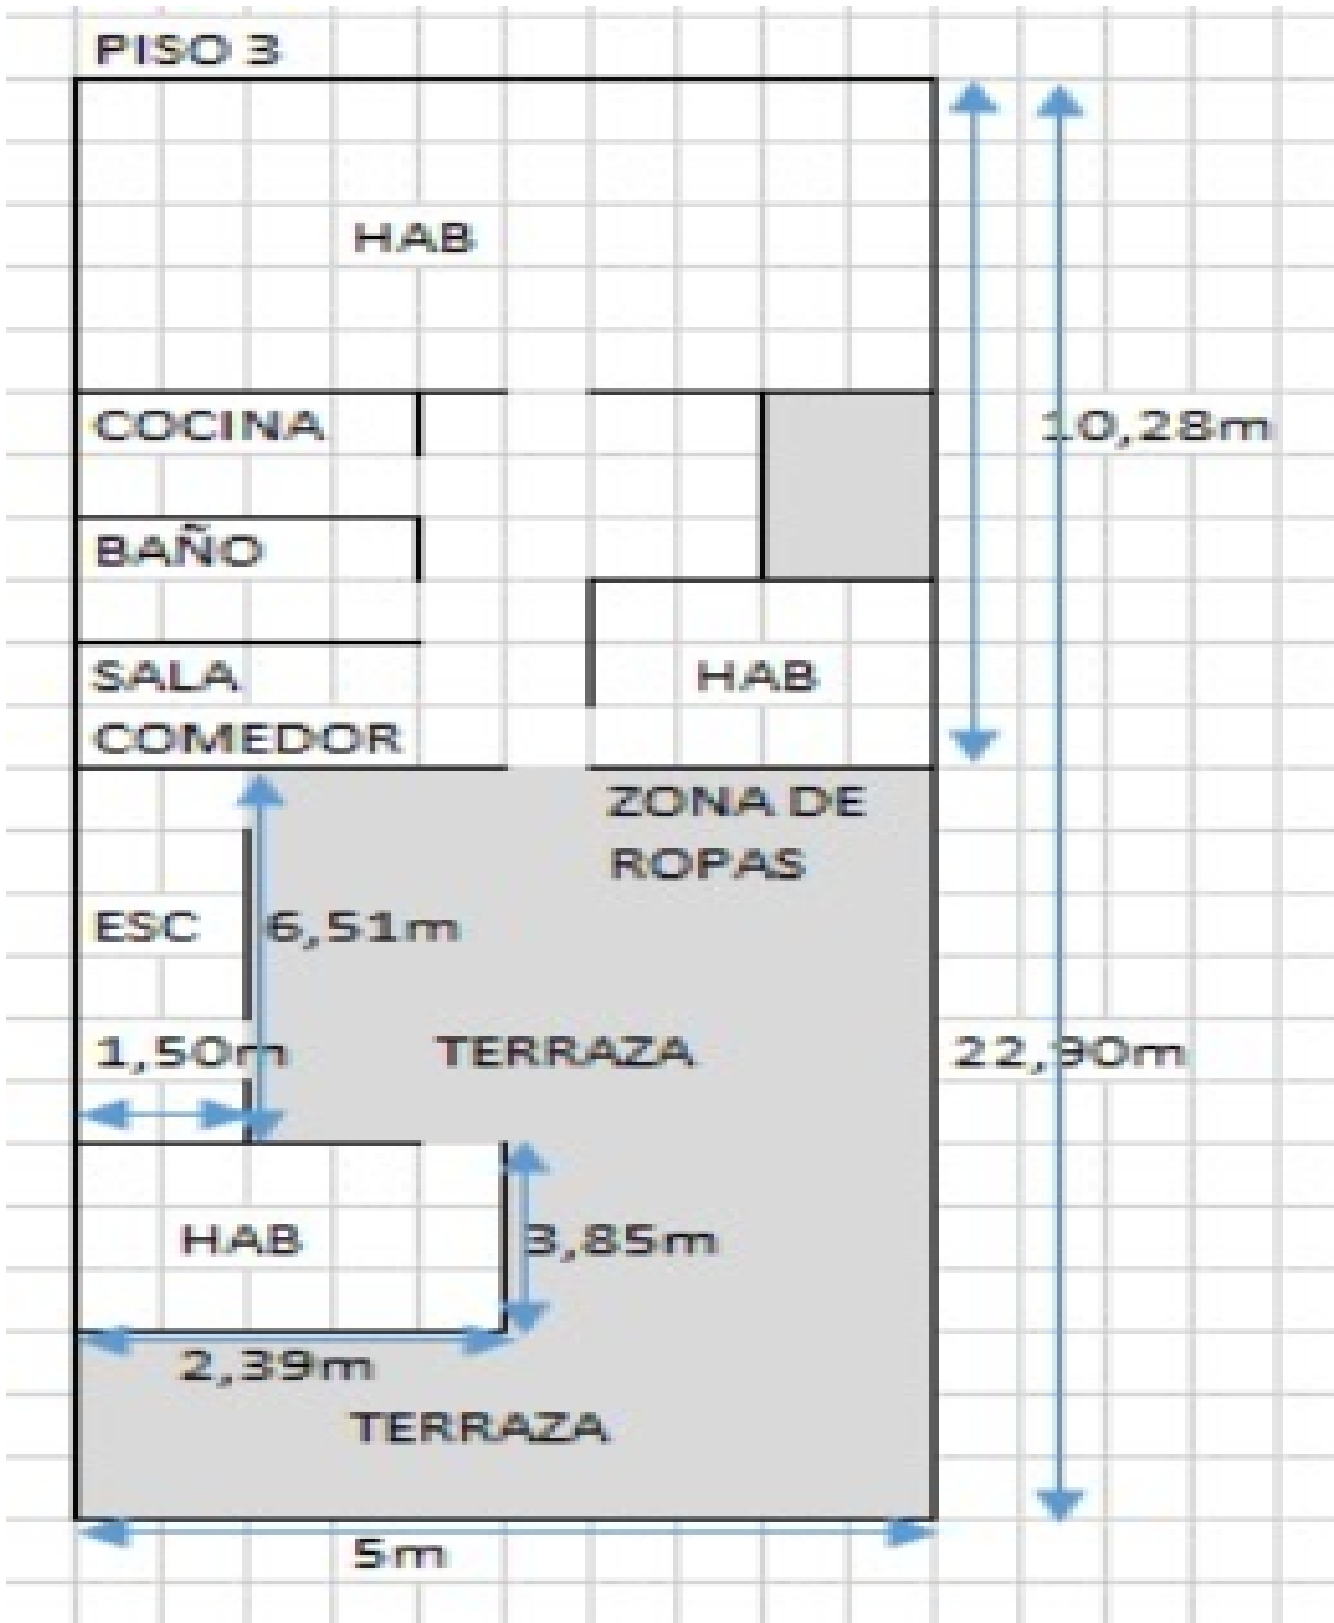 PISO 3
HAB
COCINA
10,28m
BAÑO
SALA
HAB
COMEDOR
ZONA DE
ROPAS
ESC
6,51m
1,50m
TERRAZA
22,90m
HAB
3,85m
2,39m
TERRAZA
5m